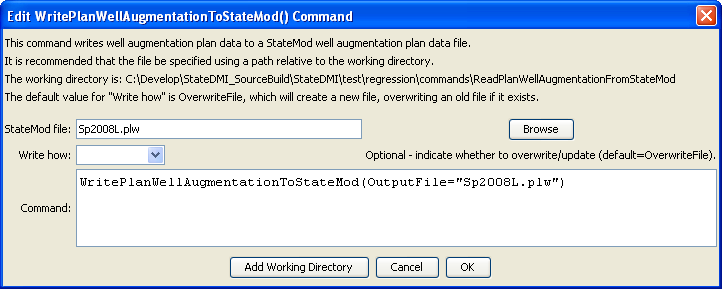 Edit WritePlanWellAugmentationToStateMod() Command
This command writes well augmentation plan data to a StateMod well augmentation plan data file.
It is recommended that the file be specified using a path relative to the working directory.
The working directory is: C:\Develop\StateDMI_SourceBuild\StateDMI\test\regression\commands\ReadPlanWellAugmentationFromStateMod
The default value for "Write how" is OverwriteFile, which will create a new file, overwriting an old file if it exists.
StateMod file: Sp2008L.plw Browse
Write how: Optional - indicate whether to overwrite/update (default=OverwriteFile).
Command: WritePlanWellAugmentationToStateMod(OutputFile="Sp2008L.plw")
Add Working Directory Cancel OK